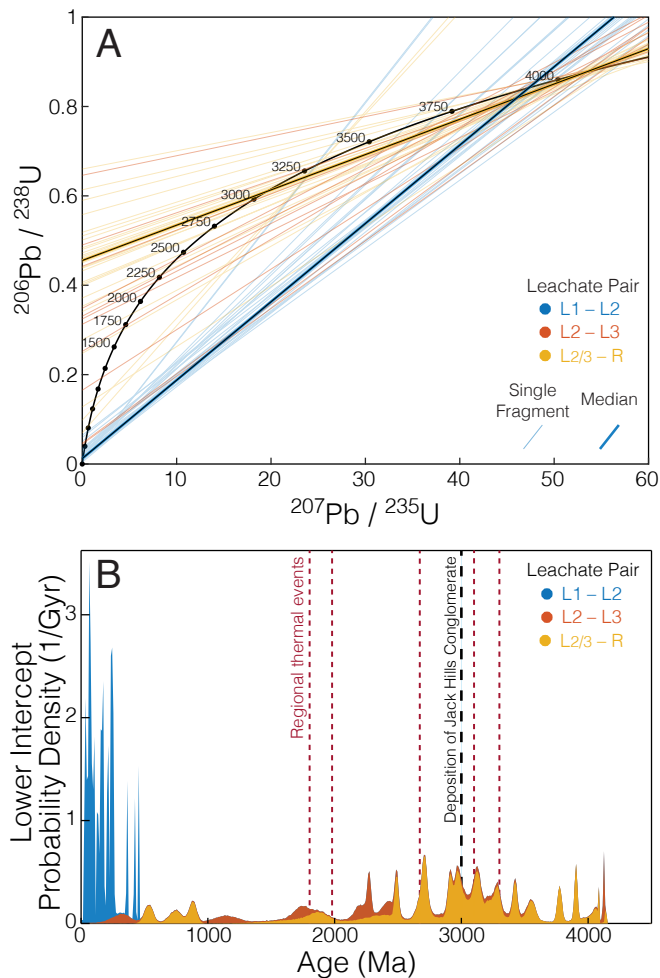 A
1
0.8
0.6
0.4
0.2
0
206Pb / 238U
4000
3750
3500
3250
3000
2750
2500
2250
2000
1750
1500
Leachate Pair
L1 – L2
L2 – L3
L2/3 – R
Single
Fragment
Median
0
10
20
30
40
50
60
207Pb / 235U
B
3
2
1
0
Lower Intercept
Probability Density (1/Gyr)
Regional thermal events
Deposition of Jack Hills Conglomerate
Leachate Pair
L1 – L2
L2 – L3
L2/3 – R
0
1000
2000
3000
4000
Age (Ma)